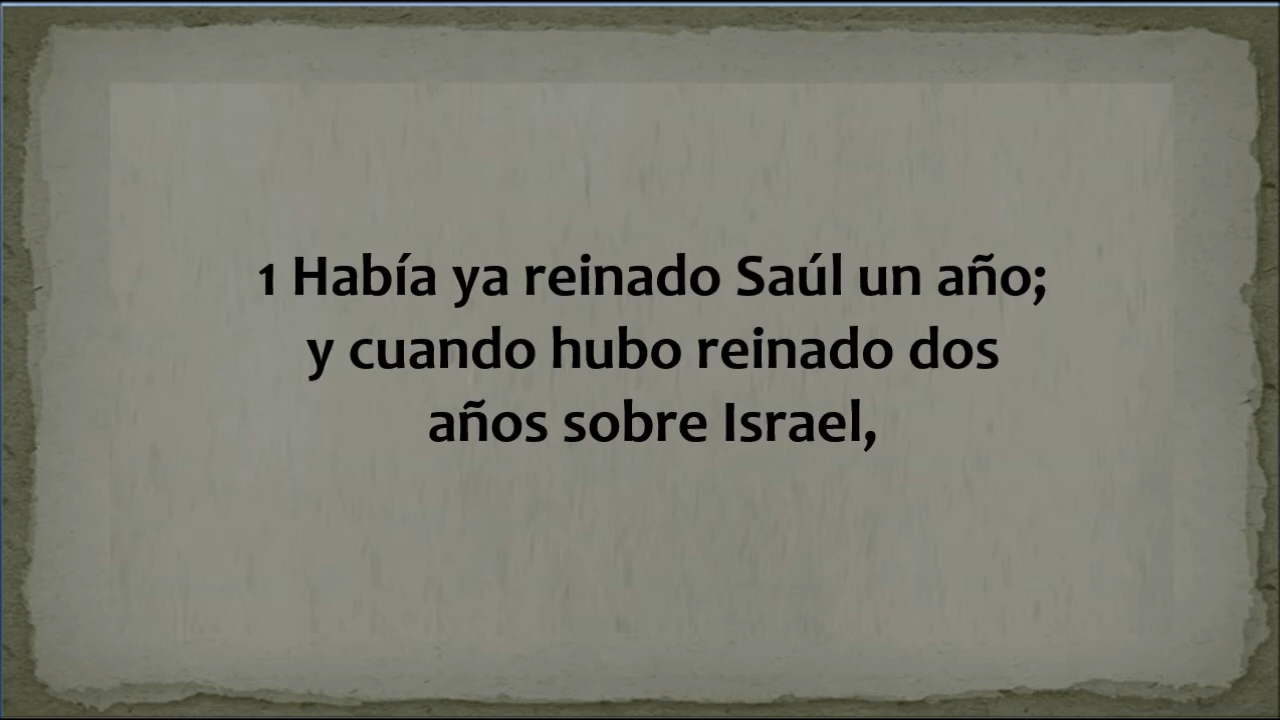 1 Había ya reinado Saúl un año;
y cuando hubo reinado dos
años sobre Israel,